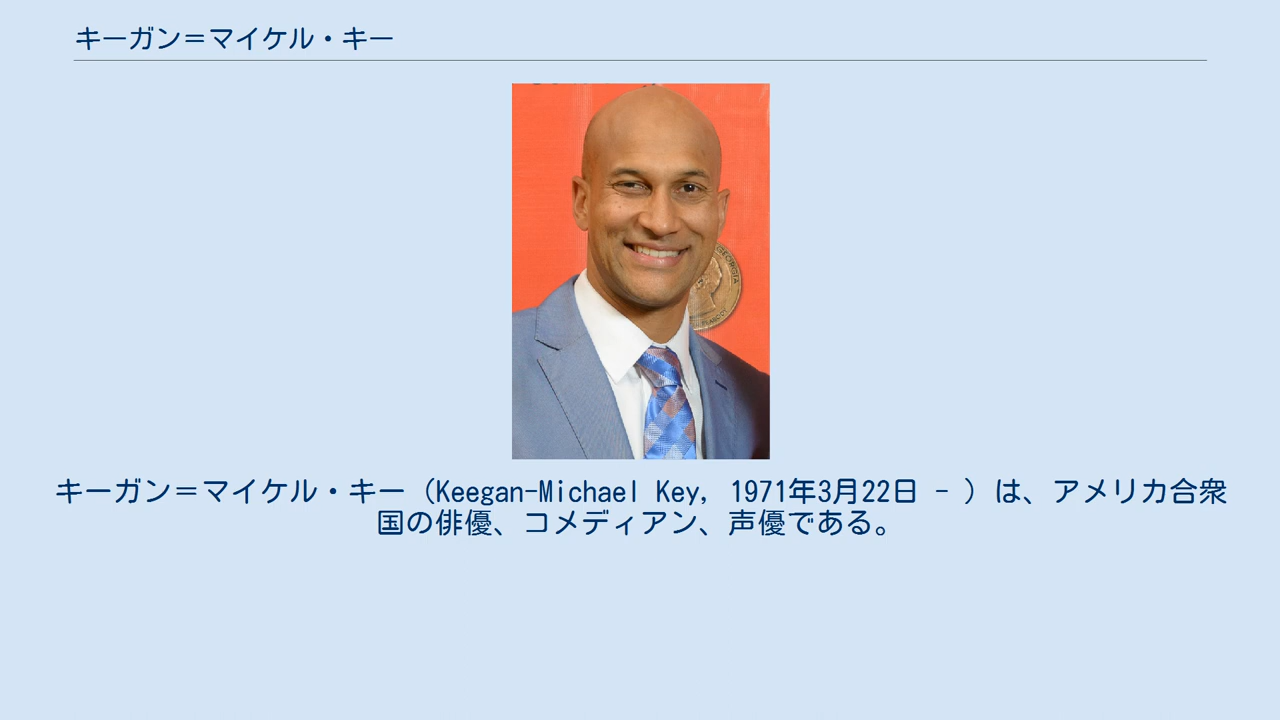 キーガン＝マイケル・キー
GEORGIA
PEABODY
キーガン＝マイケル・キー（Keegan-Michael Key, 1971年3月22日 - ）は、アメリカ合衆
国の俳優、コメディアン、声優である。